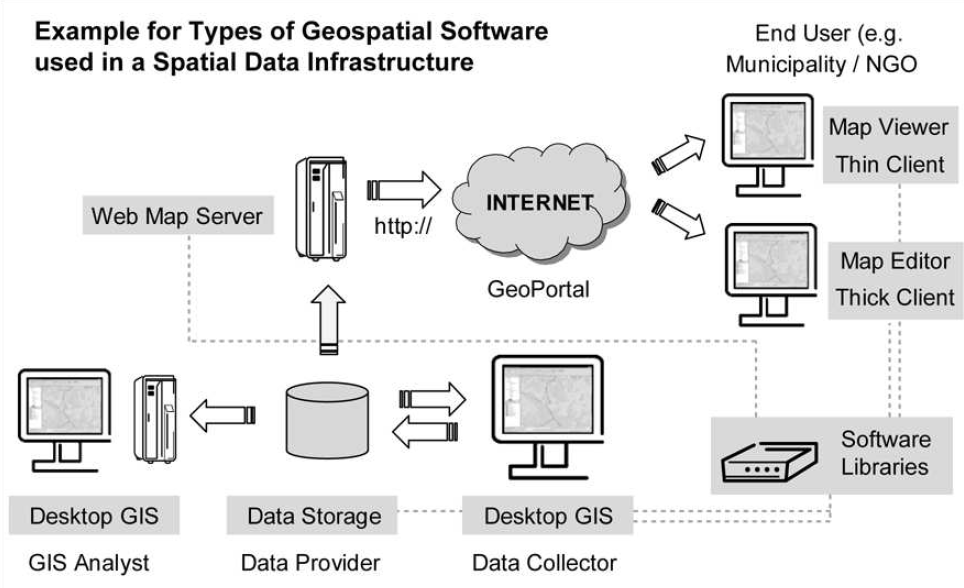 Example for Types of Geospatial Software
used in a Spatial Data Infrastructure
End User (e.g.
Municipality / NGO
Map Viewer
Thin Client
Web Map Server
http://
INTERNET
GeoPortal
Map Editor
Thick Client
Software
Libraries
Desktop GIS
Data Storage
Desktop GIS
GIS Analyst
Data Provider
Data Collector